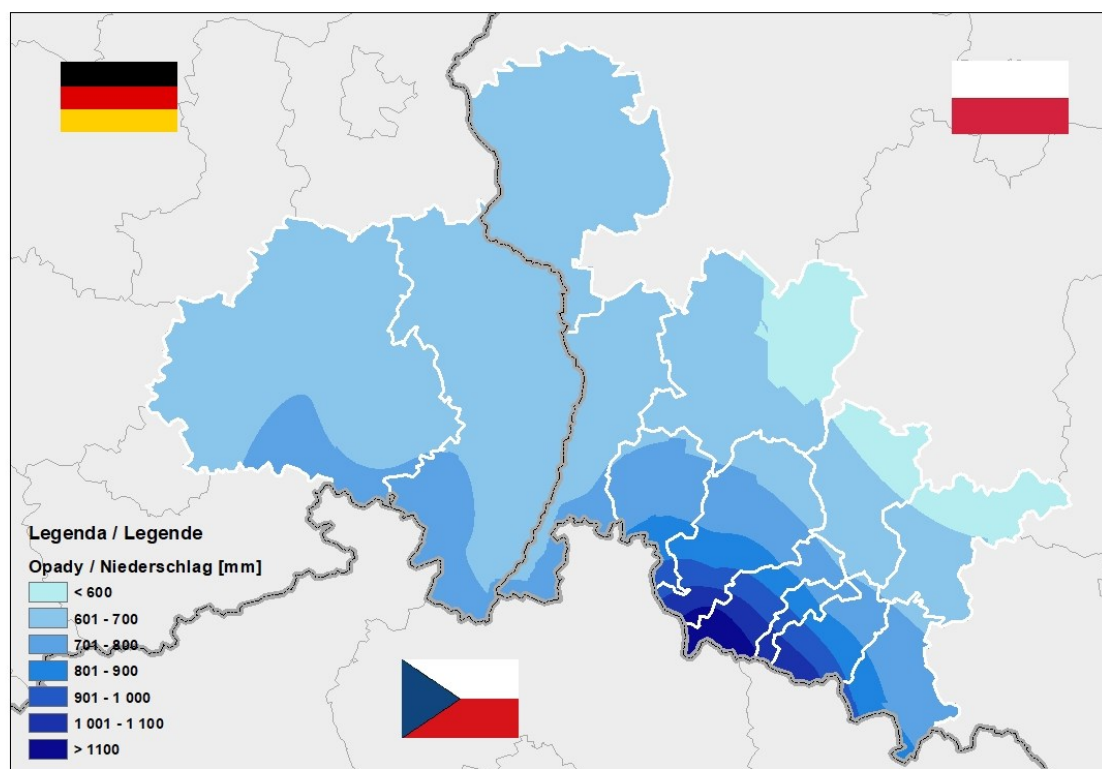 Legenda / Legende
Opady / Niederschlag [mm]
< 600
601 - 700
701 - 800
801 - 900
901 - 1 000
1 001 - 1 100
> 1100